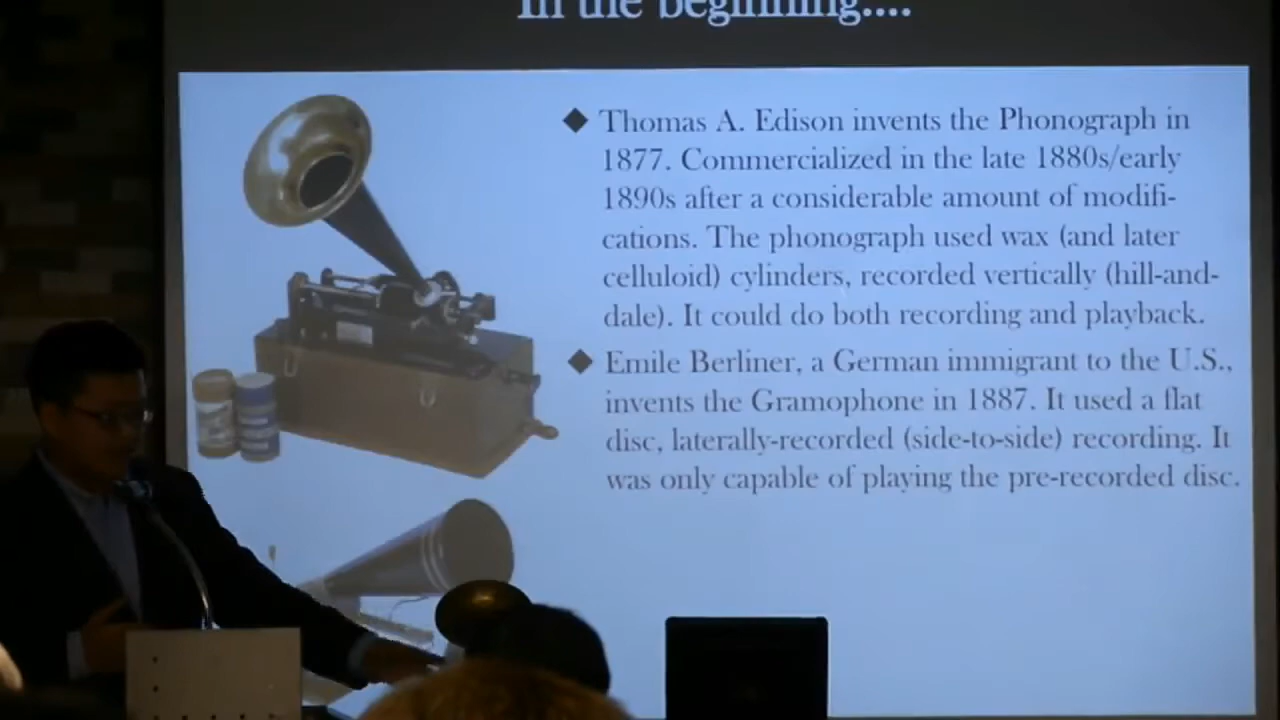 In the beginning....
◆ Thomas A. Edison invents the Phonograph in
1877. Commercialized in the late 1880s/early
1890s after a considerable amount of modifi-
cations. The phonograph used wax (and later
celluloid) cylinders, recorded vertically (hill-and-
dale). It could do both recording and playback.
◆ Emile Berliner, a German immigrant to the U.S.,
invents the Gramophone in 1887. It used a flat
disc, laterally-recorded (side-to-side) recording. It
was only capable of playing the pre-recorded disc.